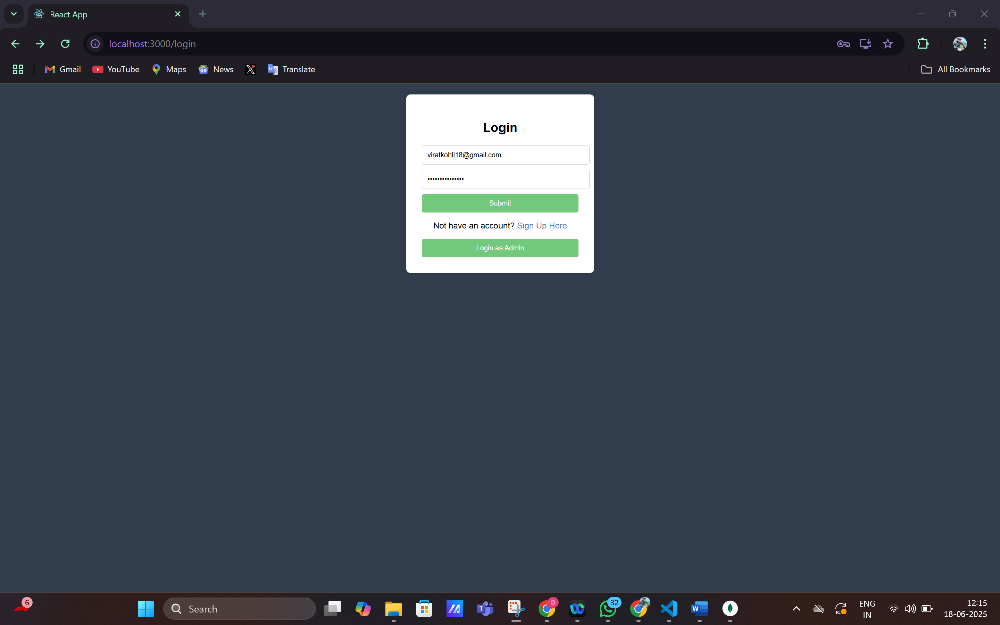 React App
localhost:3000/login
Gmail YouTube Maps News Translate All Bookmarks
Login
viratkohli18@gmail.com
•••••••••••••••
Submit
Not have an account? Sign Up Here
Login as Admin
6
Search
D
32
ENG
IN
12:15
18-06-2025